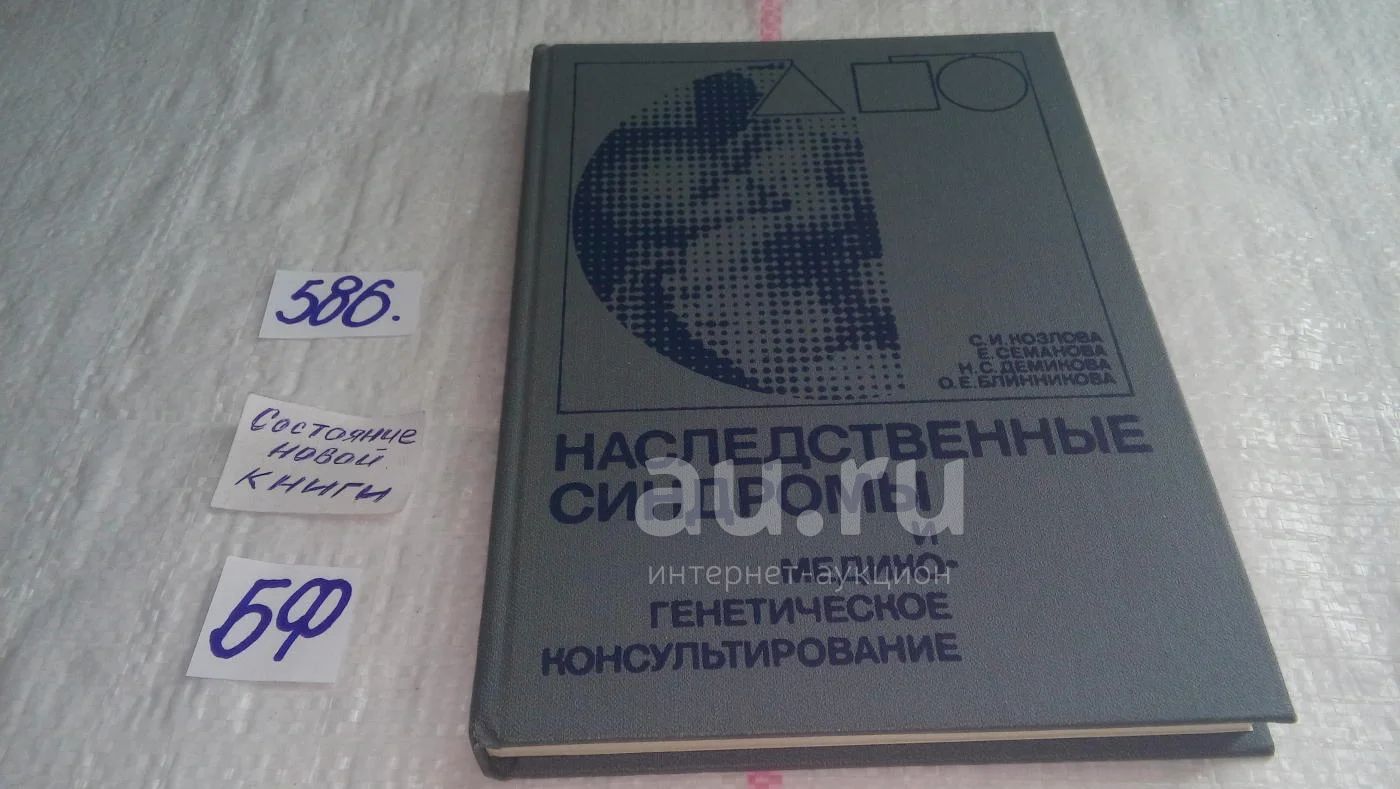 586.
Состояние
новой
книги
БФ
С.И.КОЗЛОВА
Е.СЕМАНОВА
Н.С.ДЕМИКОВА
О.Е.БЛИННИКОВА
НАСЛЕДСТВЕННЫЕ
СИНДРОМЫ
И
МЕДИКО-
ГЕНЕТИЧЕСКОЕ
КОНСУЛЬТИРОВАНИЕ
au.ru
интернет-аукцион